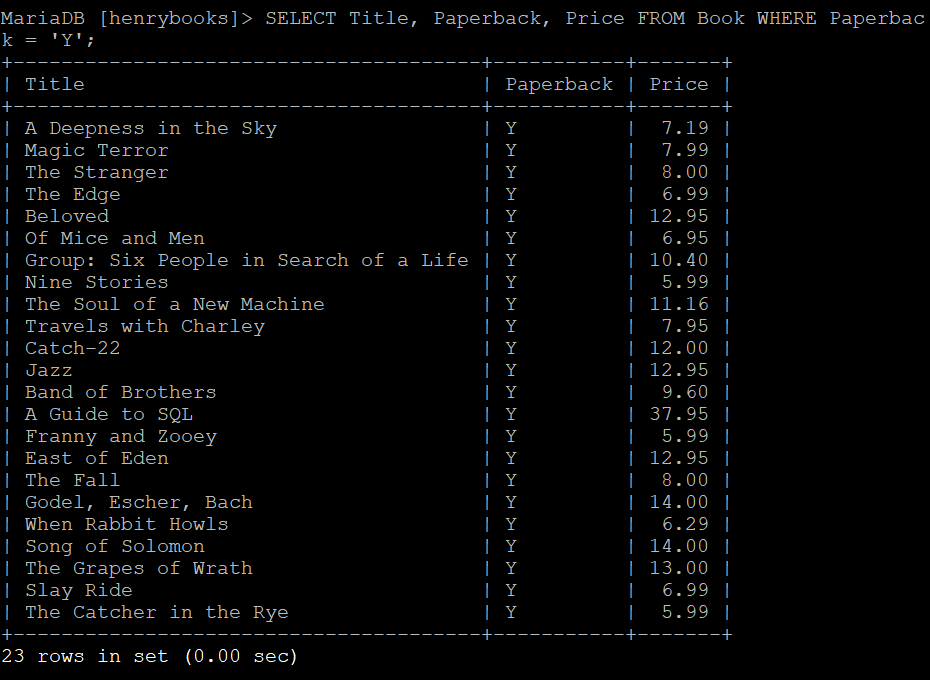 MariaDB [henrybooks]> SELECT Title, Paperback, Price FROM Book WHERE Paperbac
k = 'Y';
+---------------------------------------+-----------+-------+
| Title                                 | Paperback | Price |
+---------------------------------------+-----------+-------+
| A Deepness in the Sky                 | Y         |  7.19 |
| Magic Terror                          | Y         |  7.99 |
| The Stranger                          | Y         |  8.00 |
| The Edge                              | Y         |  6.99 |
| Beloved                               | Y         | 12.95 |
| Of Mice and Men                       | Y         |  6.95 |
| Group: Six People in Search of a Life | Y         | 10.40 |
| Nine Stories                          | Y         |  5.99 |
| The Soul of a New Machine             | Y         | 11.16 |
| Travels with Charley                  | Y         |  7.95 |
| Catch-22                              | Y         | 12.00 |
| Jazz                                  | Y         | 12.95 |
| Band of Brothers                      | Y         |  9.60 |
| A Guide to SQL                        | Y         | 37.95 |
| Franny and Zooey                      | Y         |  5.99 |
| East of Eden                          | Y         | 12.95 |
| The Fall                              | Y         |  8.00 |
| Godel, Escher, Bach                   | Y         | 14.00 |
| When Rabbit Howls                     | Y         |  6.29 |
| Song of Solomon                       | Y         | 14.00 |
| The Grapes of Wrath                   | Y         | 13.00 |
| Slay Ride                             | Y         |  6.99 |
| The Catcher in the Rye                | Y         |  5.99 |
+---------------------------------------+-----------+-------+
23 rows in set (0.00 sec)